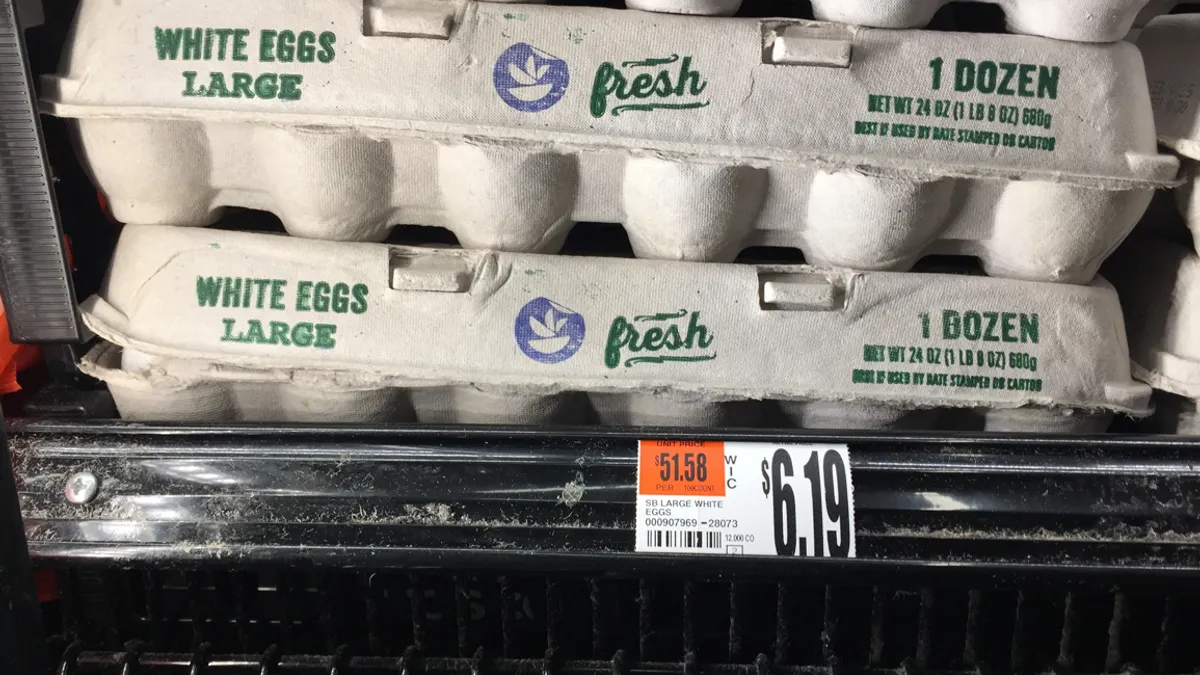 WHITE EGGS
LARGE
fresh
1 DOZEN
NET WT 24 OZ (1 LB 8 OZ) 680g
BEST IF USED BY DATE STAMPED ON CARTON
WHITE EGGS
LARGE
fresh
1 DOZEN
NET WT 24 OZ (1 LB 8 OZ) 680g
BEST IF USED BY DATE STAMPED ON CARTON
UNIT PRICE
$51.58
PER 100COUNT
WIC
$6.19
SB LARGE WHITE
EGGS
000907969 -28073
12.000 CO
2